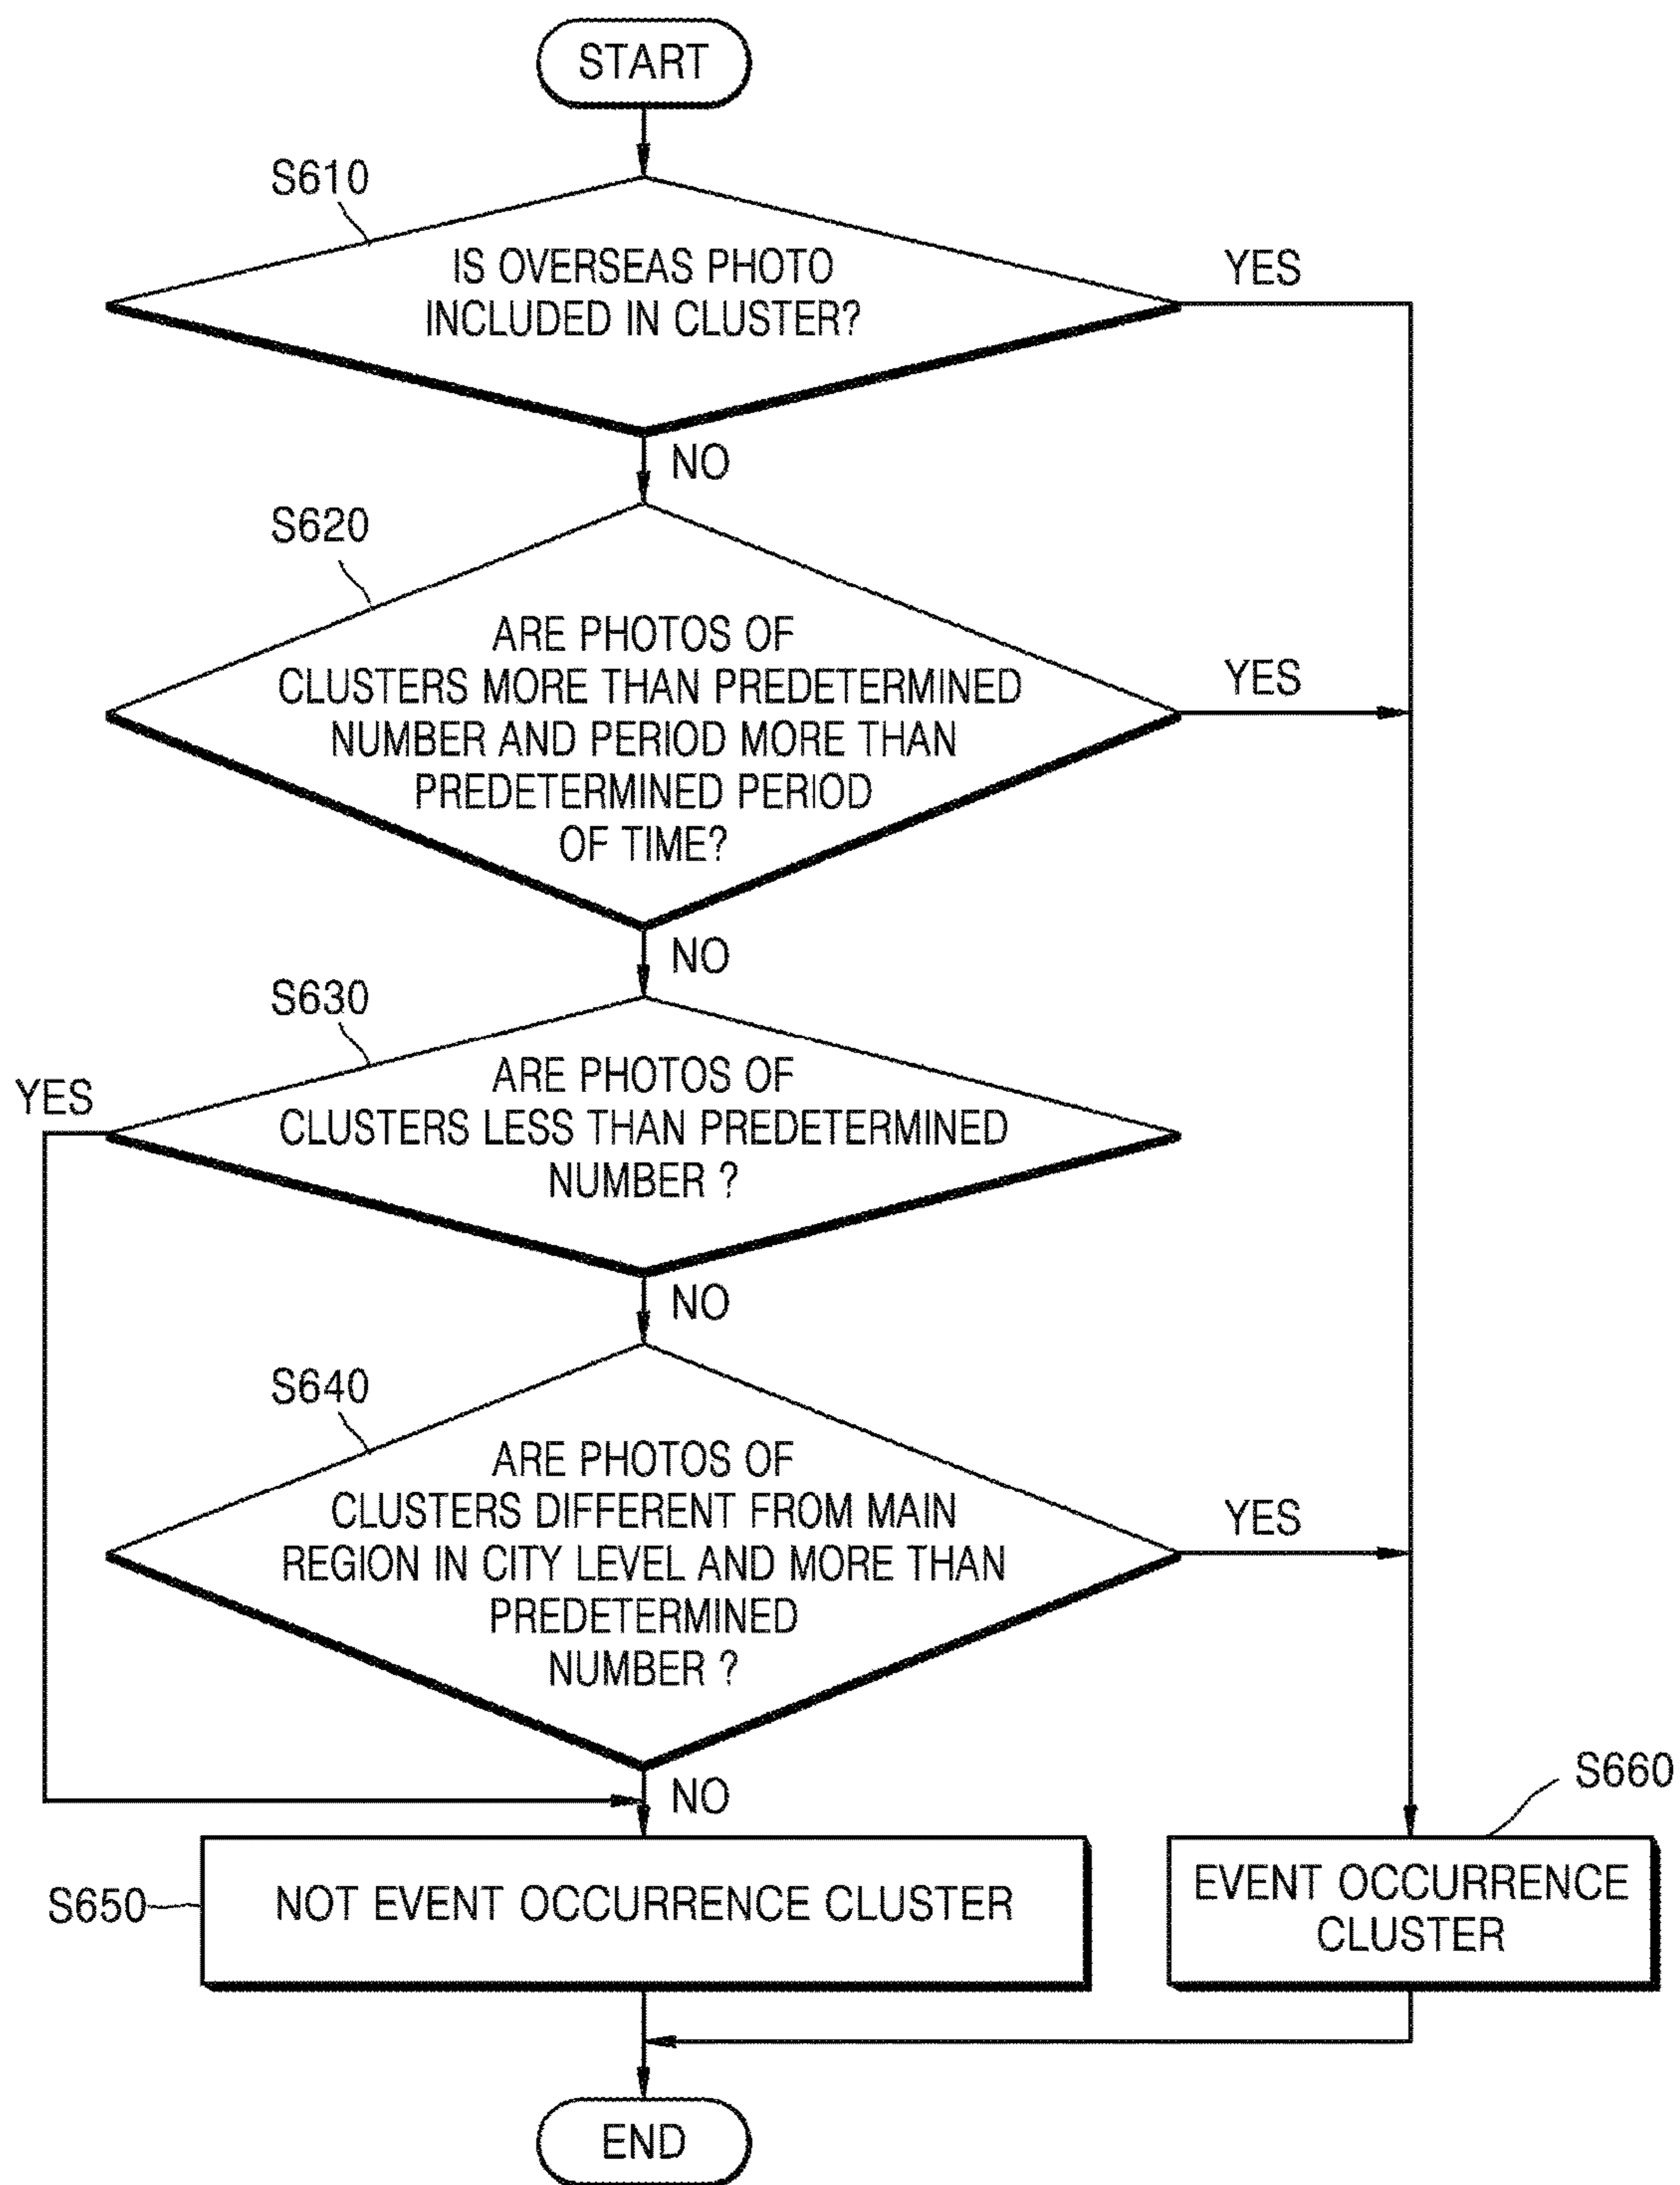 START
S610
IS OVERSEAS PHOTO
INCLUDED IN CLUSTER?
YES
NO
S620
ARE PHOTOS OF
CLUSTERS MORE THAN PREDETERMINED
NUMBER AND PERIOD MORE THAN
PREDETERMINED PERIOD
OF TIME?
YES
NO
S630
YES
ARE PHOTOS OF
CLUSTERS LESS THAN PREDETERMINED
NUMBER ?
NO
S640
ARE PHOTOS OF
CLUSTERS DIFFERENT FROM MAIN
REGION IN CITY LEVEL AND MORE THAN
PREDETERMINED
NUMBER ?
YES
NO
S650
NOT EVENT OCCURRENCE CLUSTER
S660
EVENT OCCURRENCE
CLUSTER
END